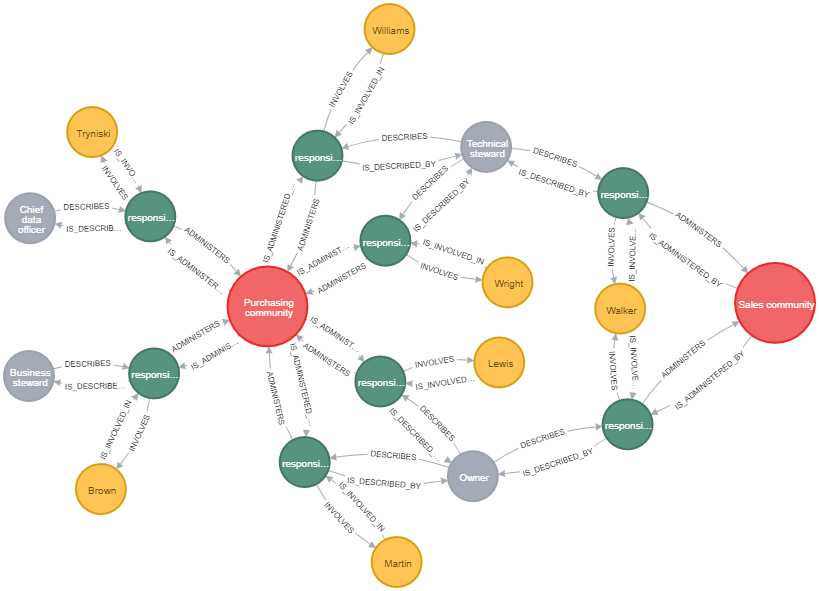 Williams
INVOLVES
IS_INVOLVED_IN
Tryniski
IS_INVO...
INVOLVES
responsi...
DESCRIBES
IS_DESCRIBED_BY
Technical
steward
DESCRIBES
IS_DESCRIBED_BY
DESCRIBES
IS_DESCRIBED_BY
Chief
data
officer
DESCRIBES
IS_DESCRIB...
responsi...
ADMINISTERS
IS_ADMINISTER...
IS_ADMINISTERED...
ADMINISTERS
responsi...
IS_INVOLVED_IN
INVOLVES
Wright
IS_ADMINIST...
ADMINISTERS
responsi...
ADMINISTERS
IS_ADMINISTERED_BY
INVOLVES
IS_INVOLVE...
Purchasing
community
Walker
Sales community
Business
steward
DESCRIBES
IS_DESCRIBE...
responsi...
ADMINISTERS
IS_ADMINIS...
IS_ADMINIST...
ADMINISTERS
responsi...
INVOLVES
IS_INVOLVED...
Lewis
INVOLVES
IS_INVOLVE...
ADMINISTERS
IS_ADMINISTERED_BY
ADMINISTERS
IS_ADMINISTERED...
DESCRIBES
IS_DESCRIBED...
IS_INVOLVED_IN
INVOLVES
Brown
responsi...
DESCRIBES
IS_DESCRIBED_BY
Owner
DESCRIBES
IS_DESCRIBED_BY
responsi...
IS_INVOLVED_IN
INVOLVES
Martin